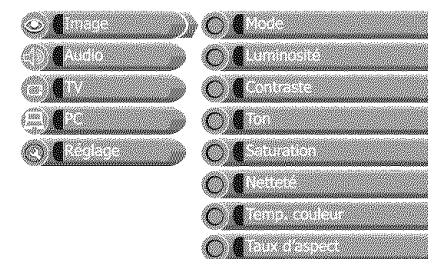 Image
Audio
TV
PC
Réglage
Mode
Luminosité
Contraste
Ton
Saturation
Netteté
Temp. couleur
Taux d'aspect